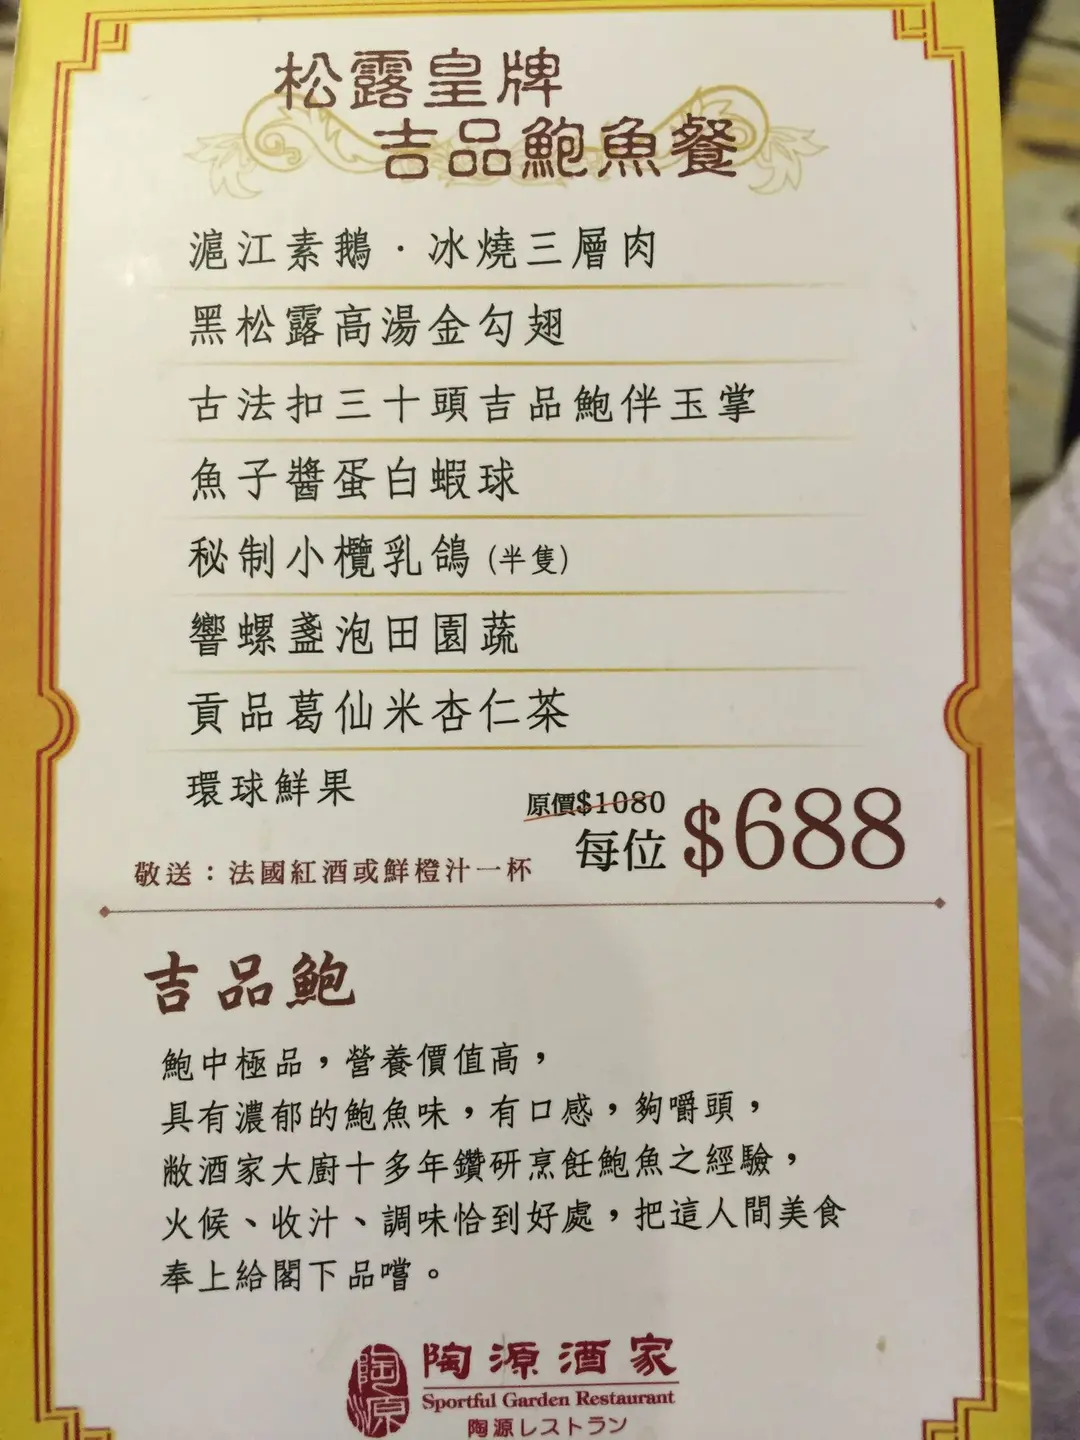 松露皇牌
吉品鮑魚餐
滬江素鵝·冰燒三層肉
黑松露高湯金勾翅
古法扣三十頭吉品鮑伴玉掌
魚子醬蛋白蝦球
秘制小欖乳鴿(半隻)
響螺盞泡田園蔬
貢品葛仙米杏仁茶
環球鮮果
原價$1080
每位 $688
敬送：法國紅酒或鮮橙汁一杯
吉品鮑
鮑中極品，營養價值高，
具有濃郁的鮑魚味，有口感，夠嚼頭，
敝酒家大廚十多年鑽研烹飪鮑魚之經驗，
火候、收汁、調味恰到好處，把這人間美食
奉上給閣下品嚐。
陶源
陶源酒家
Sportful Garden Restaurant
陶源レストラン